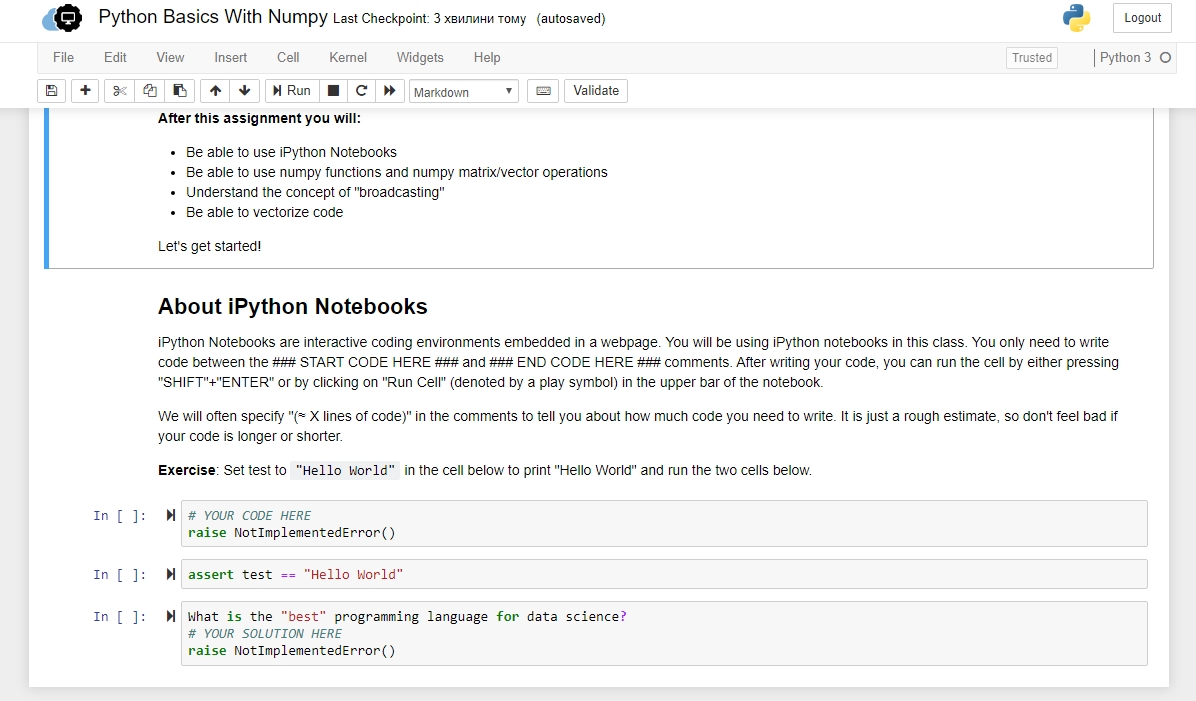 Python Basics With Numpy Last Checkpoint: 3 хвилини тому (autosaved)
Logout
File Edit View Insert Cell Kernel Widgets Help
Trusted
Python 3
Run
Markdown
Validate
After this assignment you will:
• Be able to use iPython Notebooks
• Be able to use numpy functions and numpy matrix/vector operations
• Understand the concept of "broadcasting"
• Be able to vectorize code
Let's get started!
About iPython Notebooks
iPython Notebooks are interactive coding environments embedded in a webpage. You will be using iPython notebooks in this class. You only need to write
code between the ### START CODE HERE ### and ### END CODE HERE ### comments. After writing your code, you can run the cell by either pressing
"SHIFT"+"ENTER" or by clicking on "Run Cell" (denoted by a play symbol) in the upper bar of the notebook.
We will often specify "(≈ X lines of code)" in the comments to tell you about how much code you need to write. It is just a rough estimate, so don't feel bad if
your code is longer or shorter.
Exercise: Set test to "Hello World" in the cell below to print "Hello World" and run the two cells below.
In [ ]: # YOUR CODE HERE
raise NotImplementedError()
In [ ]: assert test == "Hello World"
In [ ]: What is the "best" programming language for data science?
# YOUR SOLUTION HERE
raise NotImplementedError()